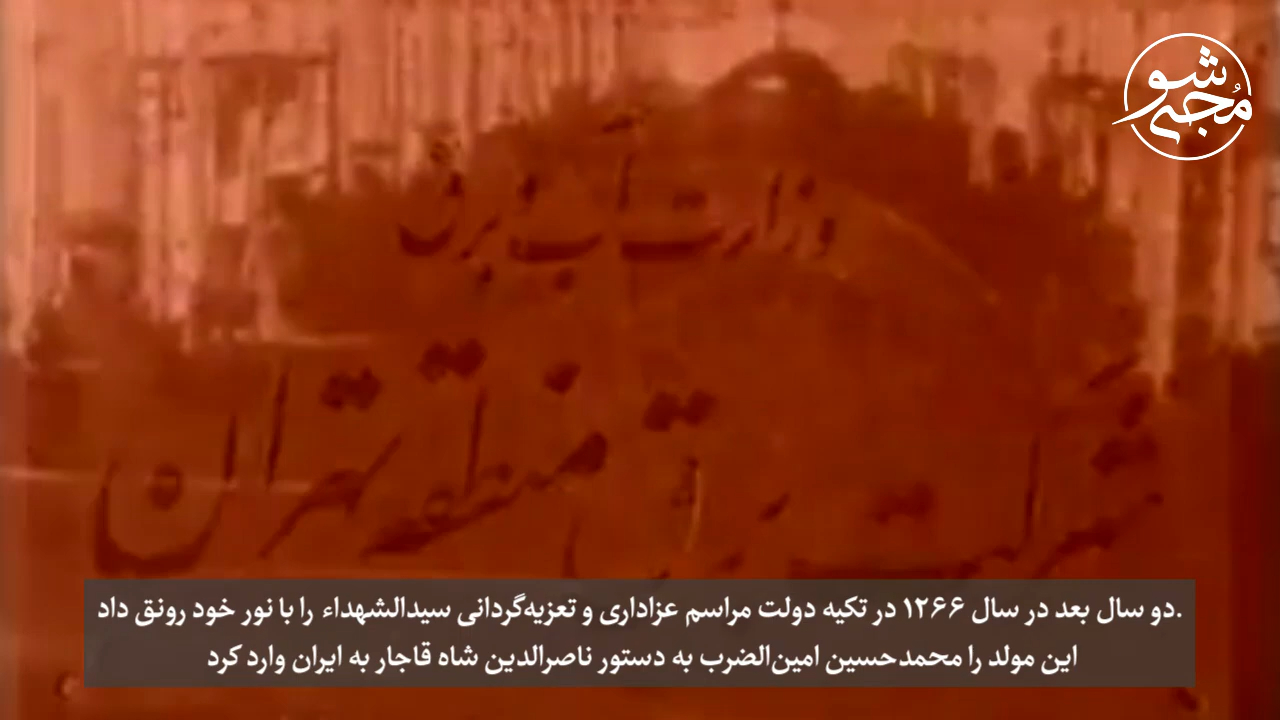 مجتبی شو
وزارت آب و برق
شرکت برق منطقه تهران
دو سال بعد در سال ۱۲۶۶ در تکیه دولت مراسم عزاداری و تعزیه‌گردانی سیدالشهداء را با نور خود رونق داد.
این مولد را محمدحسین امین‌الضرب به دستور ناصرالدین شاه قاجار به ایران وارد کرد